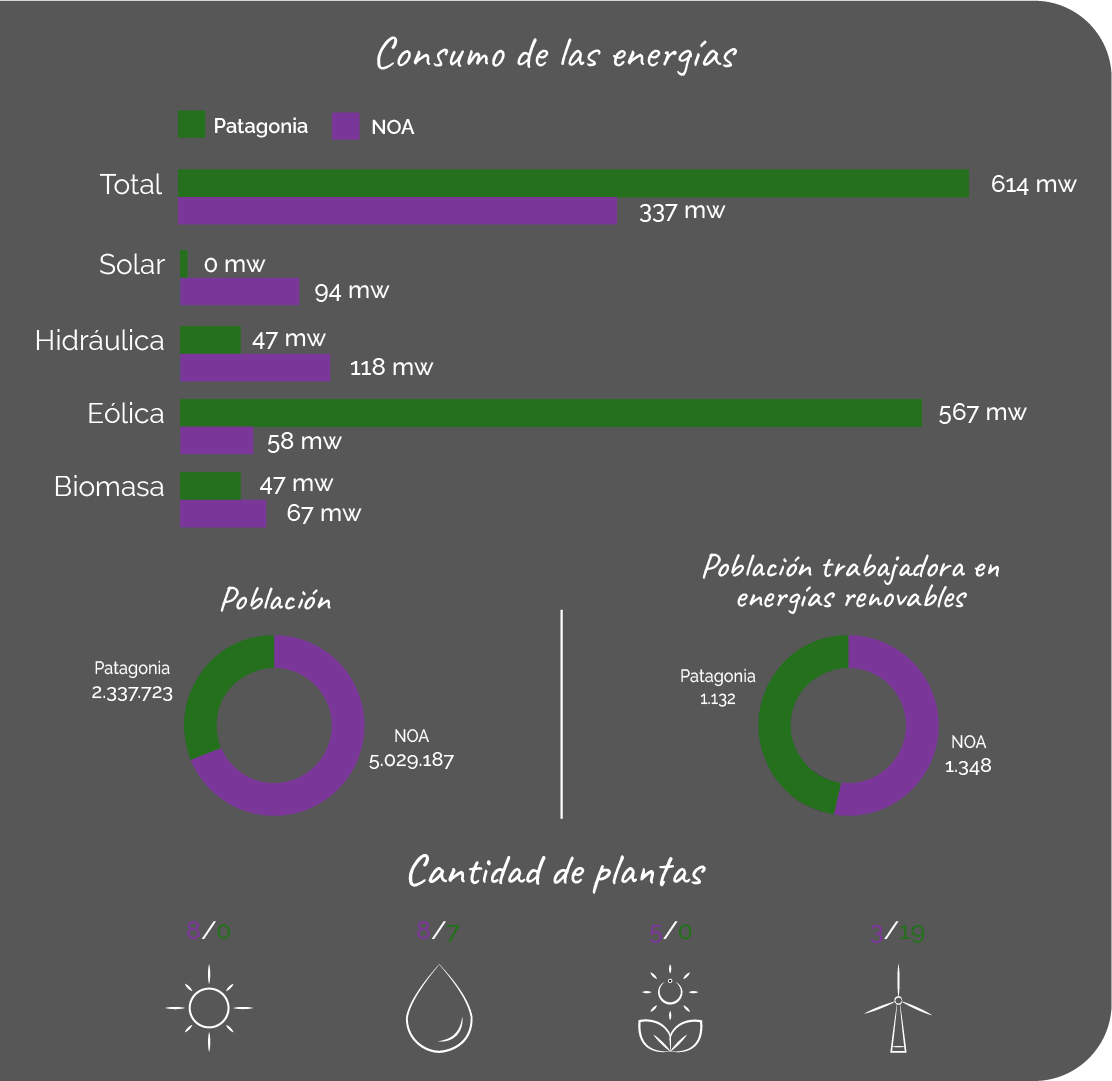 Consumo de las energías
Patagonia NOA
Total 614 mw
337 mw
Solar 0 mw
94 mw
Hidráulica 47 mw
118 mw
Eólica 567 mw
58 mw
Biomasa 47 mw
67 mw
Población
Patagonia
2.337.723
NOA
5.029.187
Población trabajadora en
energías renovables
Patagonia
1.132
NOA
1.348
Cantidad de plantas
8/0 8/7 5/0 3/19